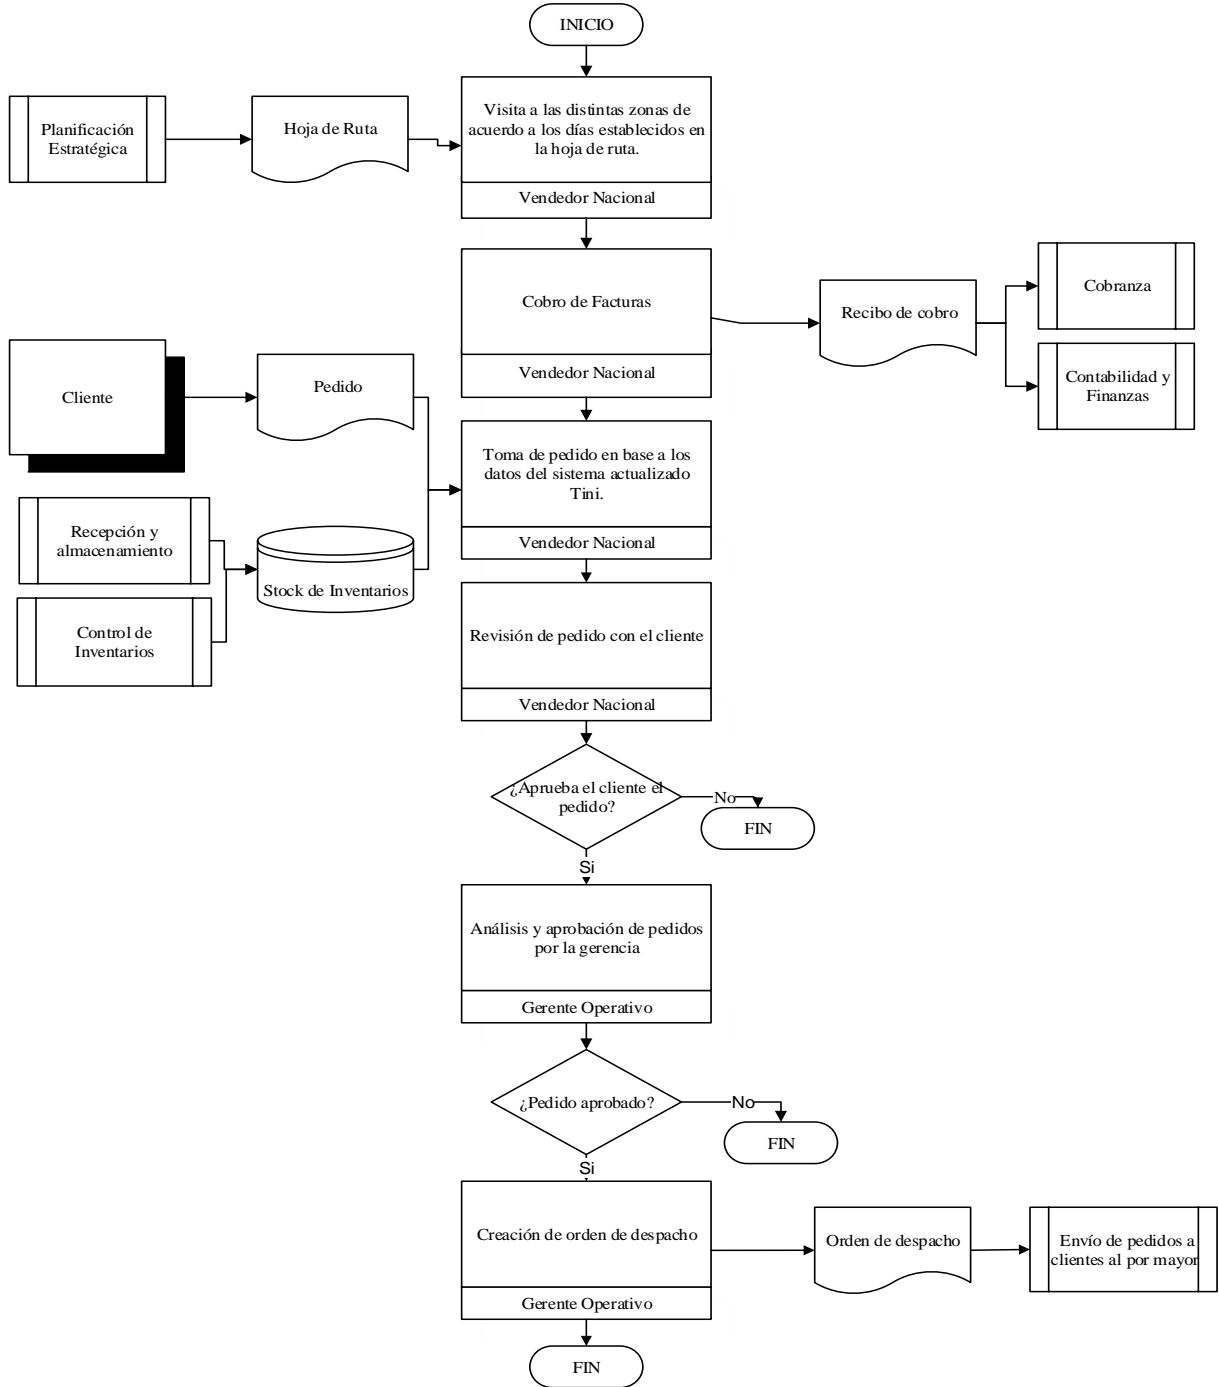 INICIO
Visita a las distintas zonas de
acuerdo a los días establecidos en
la hoja de ruta.
Vendedor Nacional
Planificación
Estratégica
Hoja de Ruta
Cobro de Facturas
Vendedor Nacional
Recibo de cobro
Cobranza
Contabilidad y
Finanzas
Cliente
Pedido
Toma de pedido en base a los
datos del sistema actualizado
Tini.
Vendedor Nacional
Recepción y
almacenamiento
Stock de Inventarios
Control de
Inventarios
Revisión de pedido con el cliente
Vendedor Nacional
¿Aprueba el cliente el
pedido?
No
FIN
Si
Análisis y aprobación de pedidos
por la gerencia
Gerente Operativo
¿Pedido aprobado?
No
FIN
Si
Creación de orden de despacho
Gerente Operativo
Orden de despacho
Envío de pedidos a
clientes al por mayor
FIN